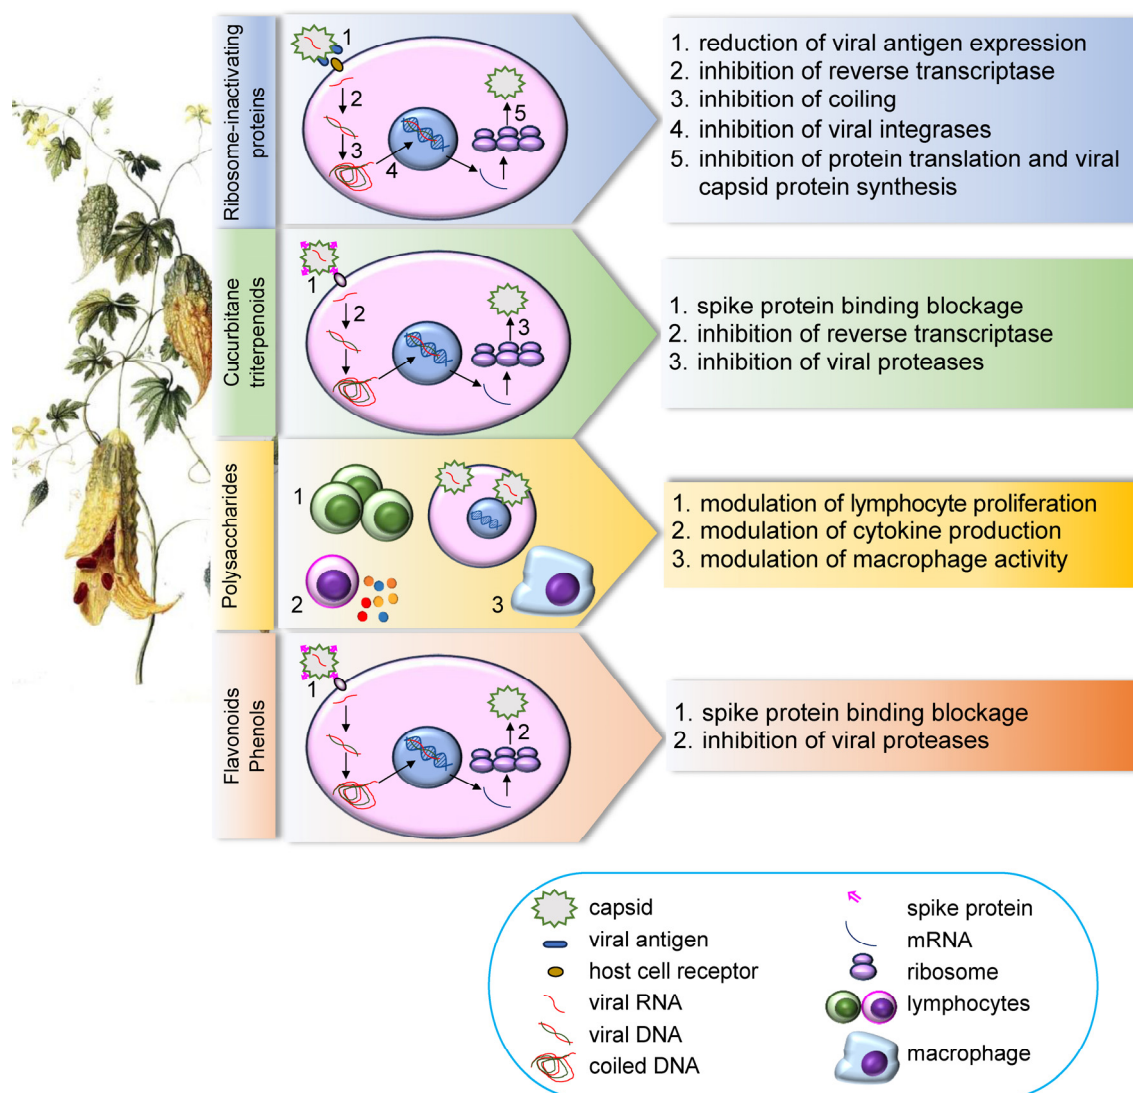 Ribosome-inactivating
proteins
1
2
3
4
5
1. reduction of viral antigen expression
2. inhibition of reverse transcriptase
3. inhibition of coiling
4. inhibition of viral integrases
5. inhibition of protein translation and viral
capsid protein synthesis
Cucurbitane
triterpenoids
1
2
3
1. spike protein binding blockage
2. inhibition of reverse transcriptase
3. inhibition of viral proteases
Polysaccharides
1
2
3
1. modulation of lymphocyte proliferation
2. modulation of cytokine production
3. modulation of macrophage activity
Flavonoids
Phenols
1
2
1. spike protein binding blockage
2. inhibition of viral proteases
capsid
viral antigen
host cell receptor
viral RNA
viral DNA
coiled DNA
spike protein
mRNA
ribosome
lymphocytes
macrophage